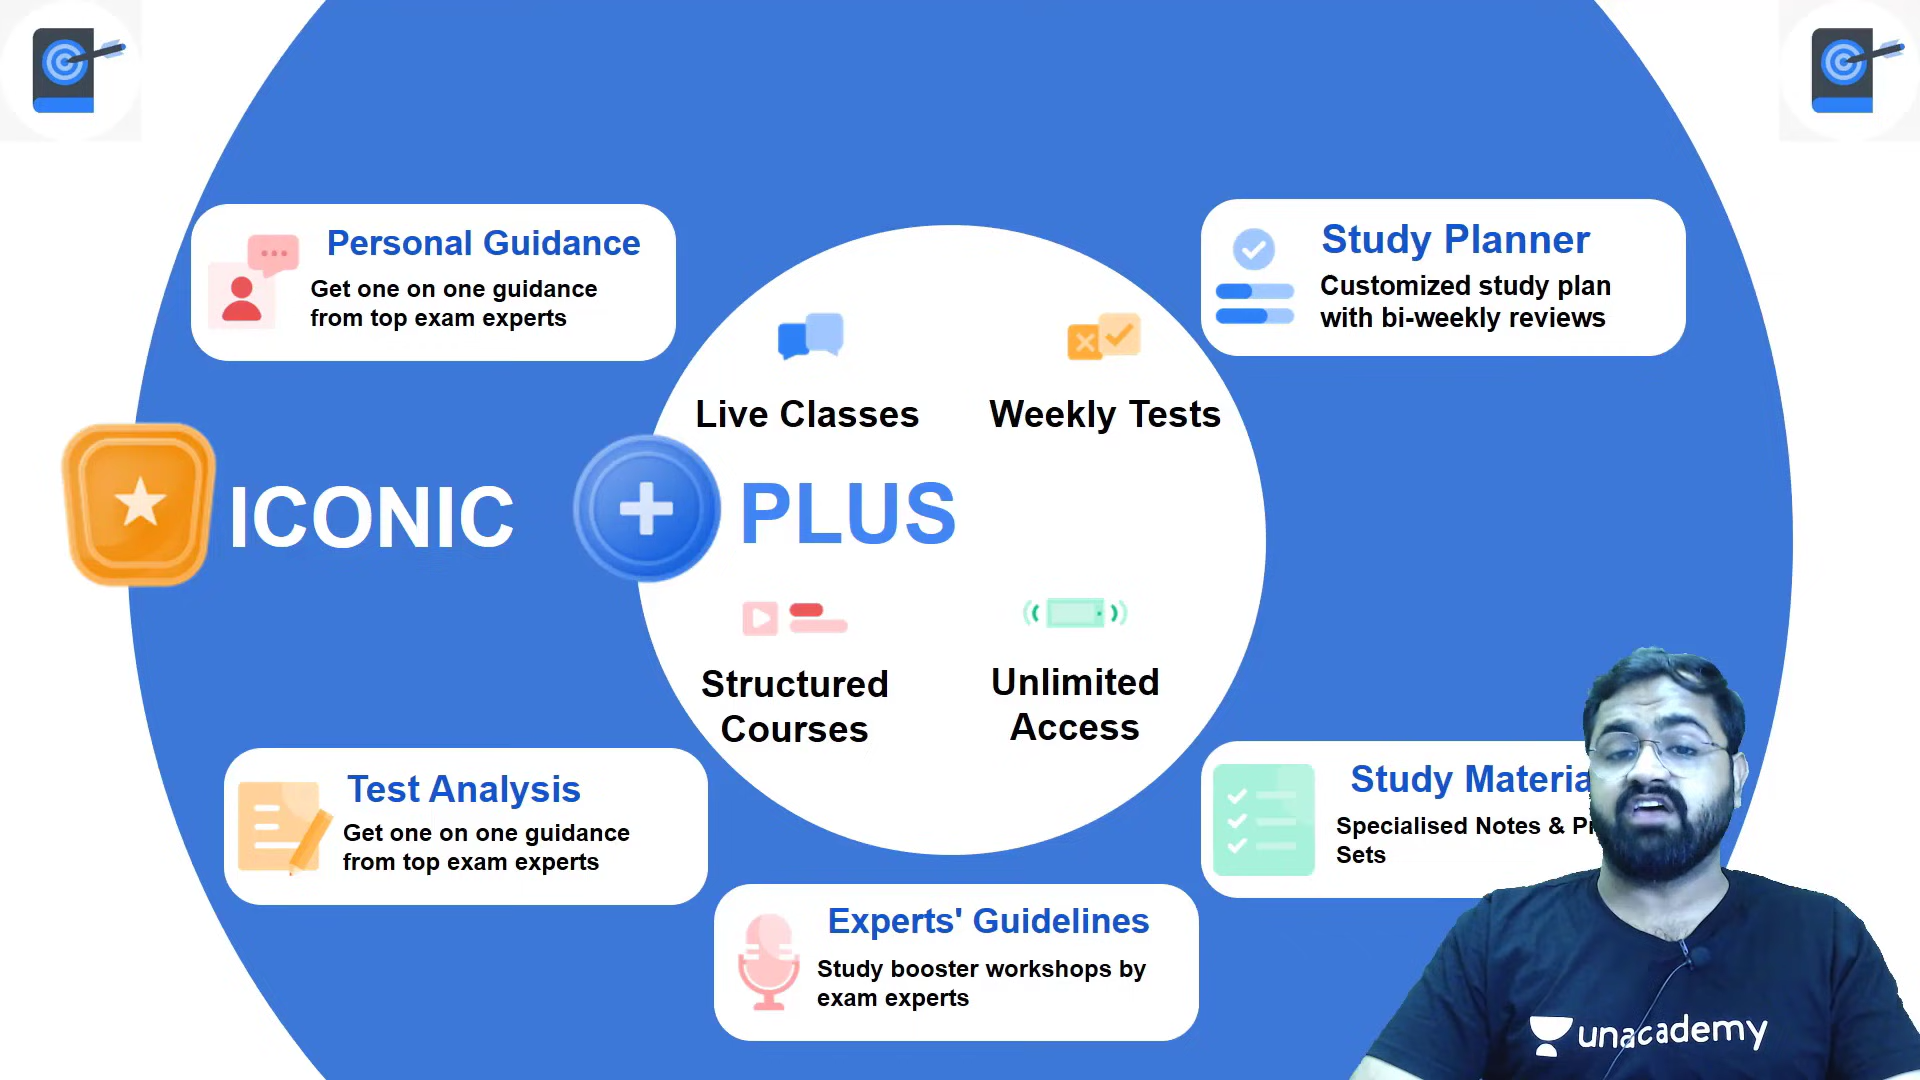 Personal Guidance
Get one on one guidance
from top exam experts
Study Planner
Customized study plan
with bi-weekly reviews
Live Classes
Weekly Tests
ICONIC
PLUS
Structured
Courses
Unlimited
Access
Test Analysis
Get one on one guidance
from top exam experts
Study
Specialised Notes &
Sets
Experts' Guidelines
Study booster workshops by
exam experts
unacademy